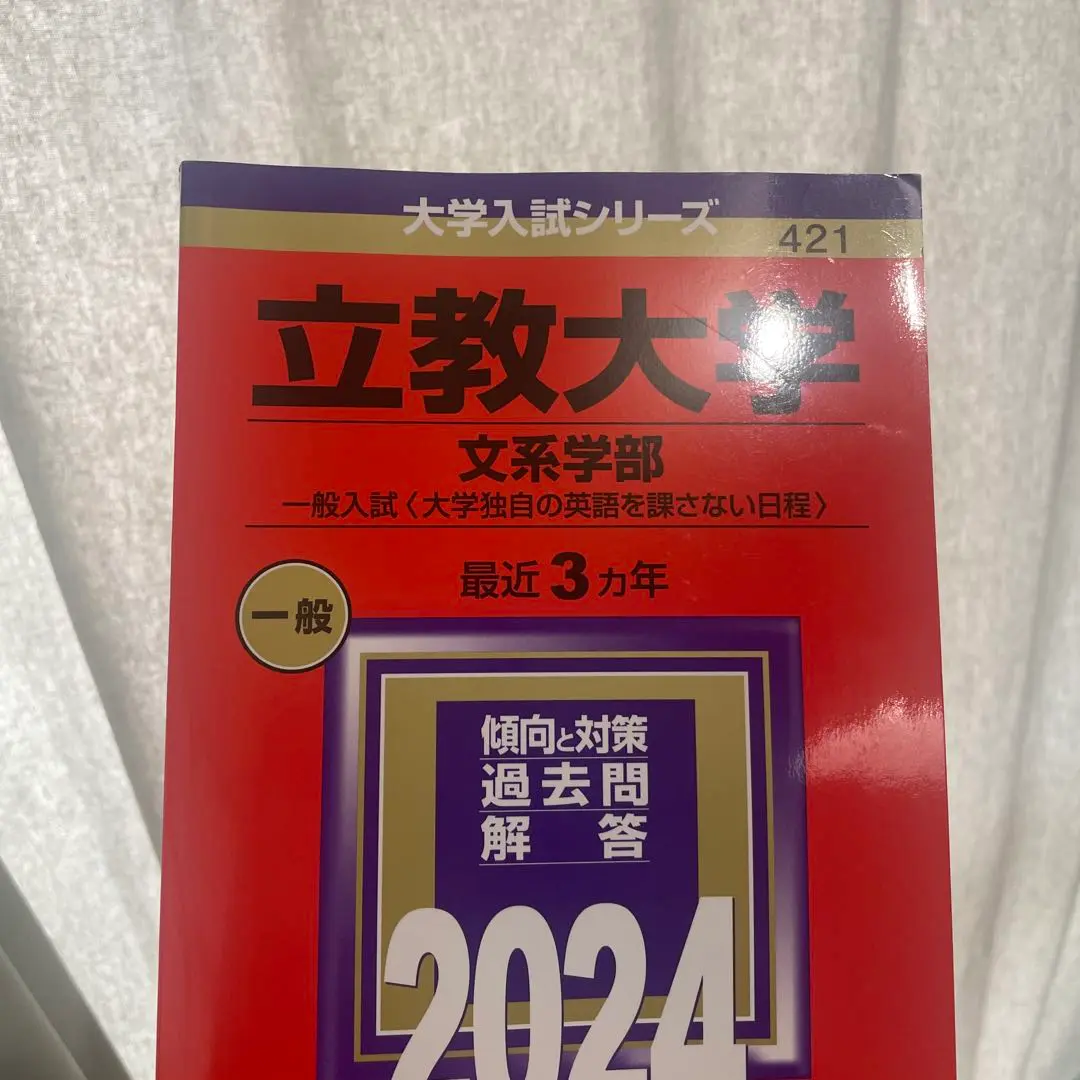 大学入試シリーズ
421
立教大学
文系学部
一般入試〈大学独自の英語を課さない日程〉
最近3ヵ年
一般
傾向と対策
過去問
解答
2024